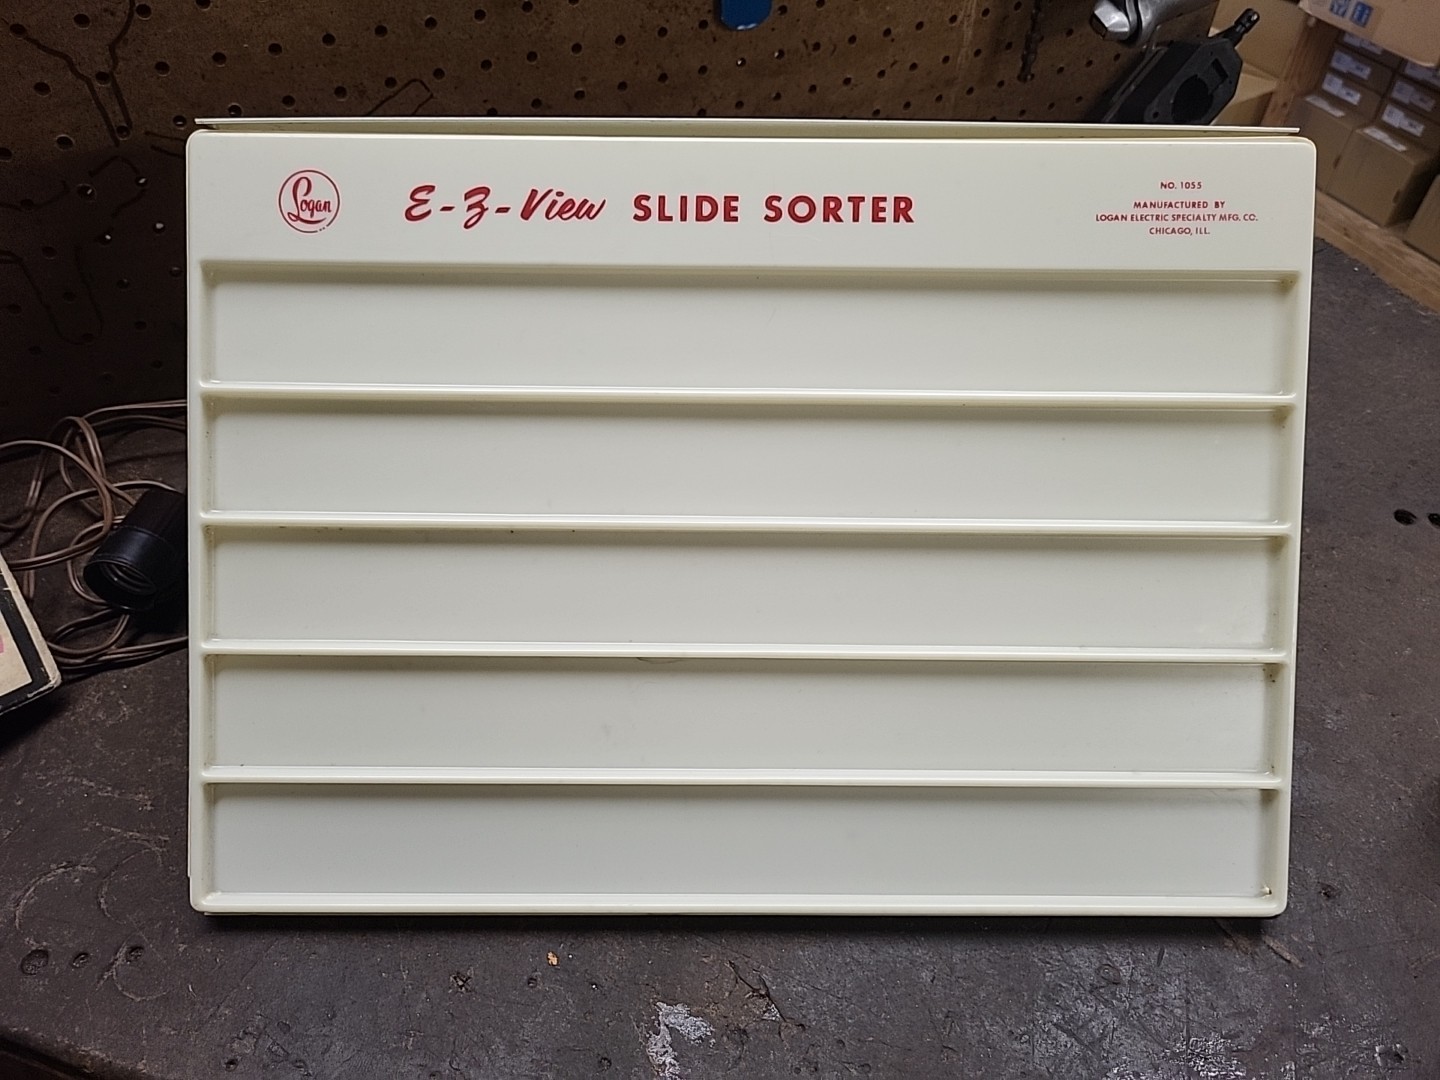 Logan
E-Z-View SLIDE SORTER
NO. 1055
MANUFACTURED BY
LOGAN ELECTRIC SPECIALTY MFG. CO.
CHICAGO, ILL.